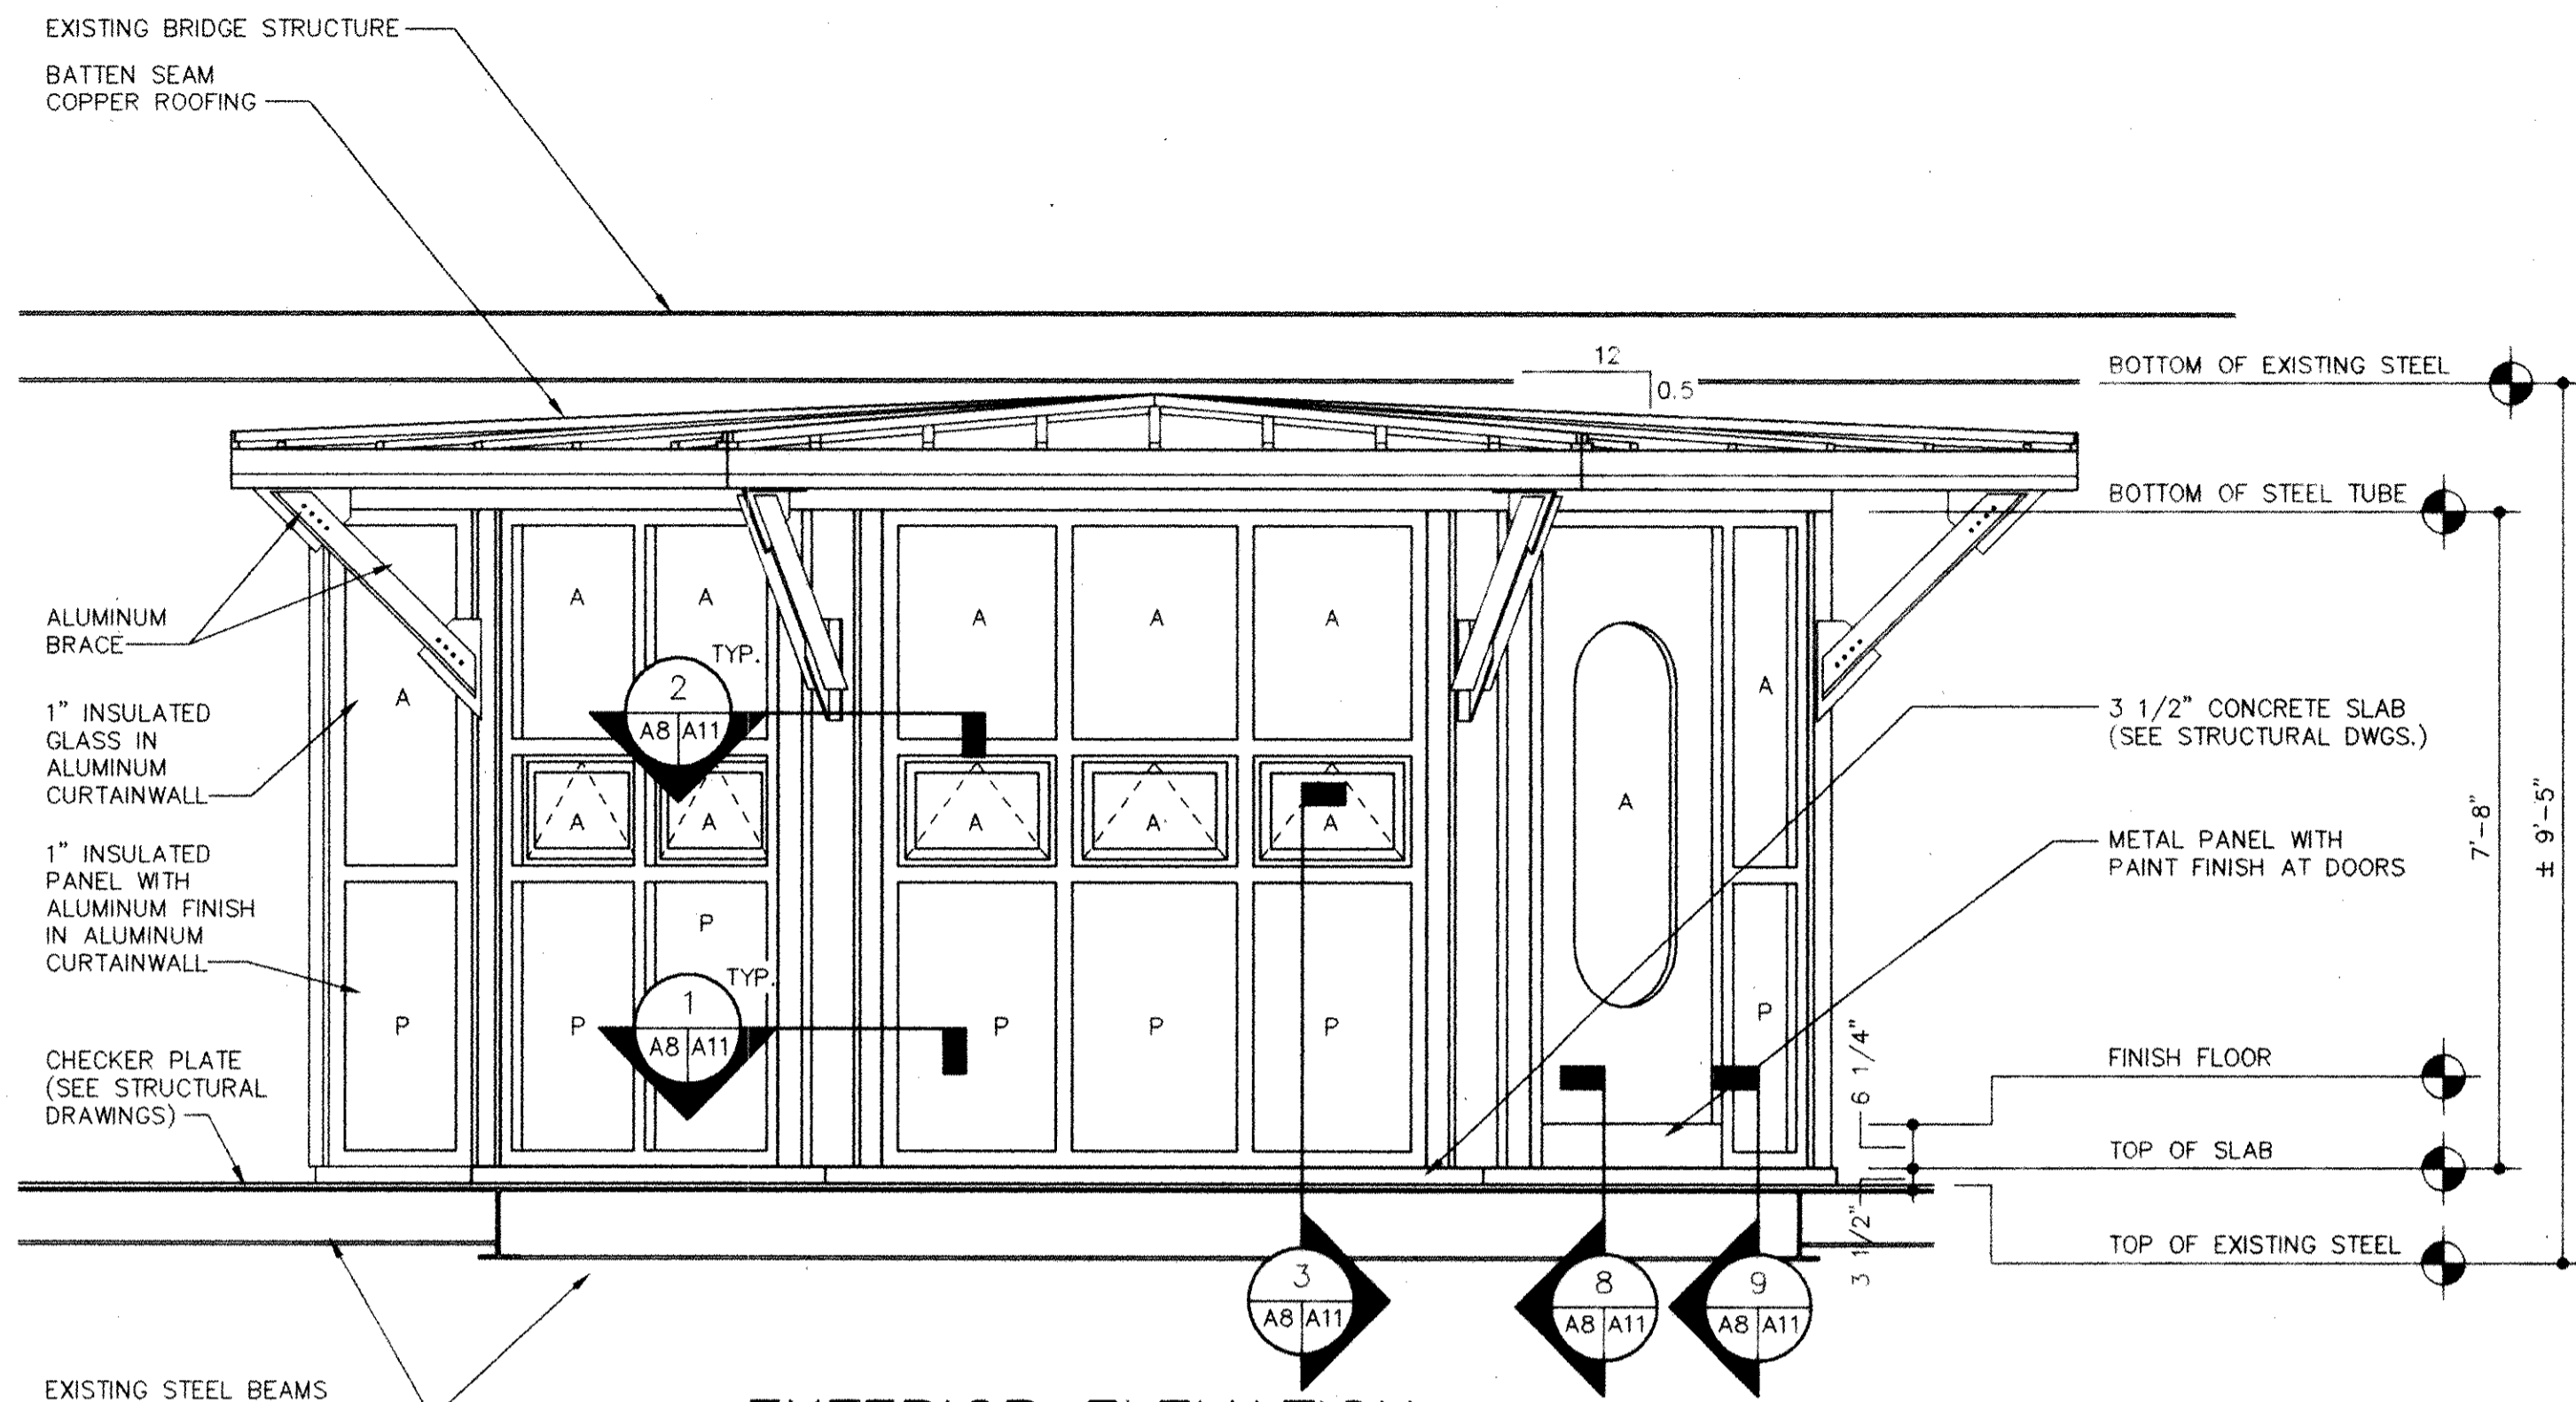 EXISTING BRIDGE STRUCTURE
BATTEN SEAM
COPPER ROOFING
12
0.5
BOTTOM OF EXISTING STEEL
BOTTOM OF STEEL TUBE
ALUMINUM
BRACE
1" INSULATED
GLASS IN
ALUMINUM
CURTAINWALL
1" INSULATED
PANEL WITH
ALUMINUM FINISH
IN ALUMINUM
CURTAINWALL
CHECKER PLATE
(SEE STRUCTURAL
DRAWINGS)
EXISTING STEEL BEAMS
A
A
A
A
A
A
A
A
A
A
A
A
A
A
P
P
P
P
P
P
P
TYP.
2
A8 A11
TYP.
1
A8 A11
3
A8 A11
8
A8 A11
9
A8 A11
3 1/2" CONCRETE SLAB
(SEE STRUCTURAL DWGS.)
METAL PANEL WITH
PAINT FINISH AT DOORS
7'-8"
± 9'-5"
6 1/4"
3 1/2"
FINISH FLOOR
TOP OF SLAB
TOP OF EXISTING STEEL
EXTERIOR ELEVATION